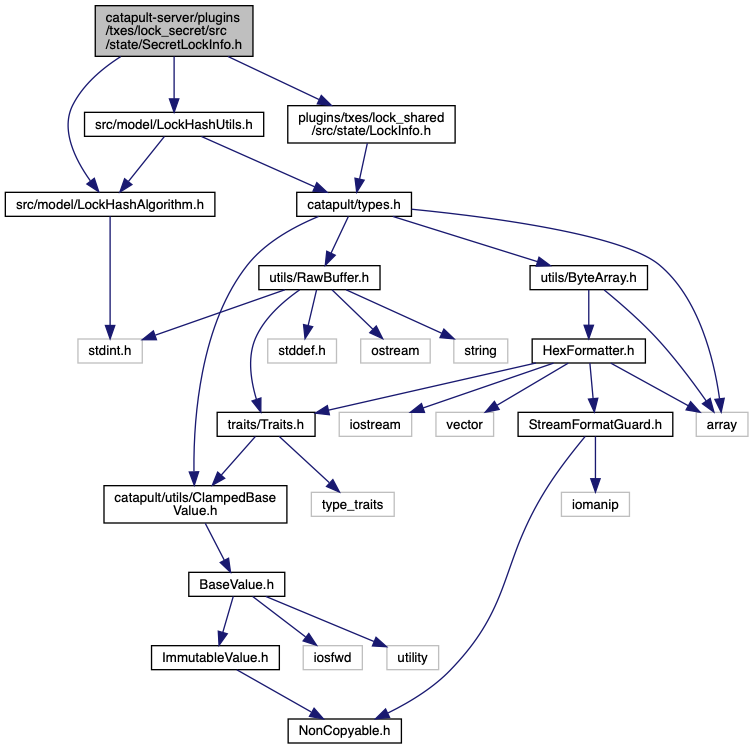 catapult-server/plugins
/txes/lock_secret/src
/state/SecretLockInfo.h
src/model/LockHashUtils.h
plugins/txes/lock_shared
/src/state/LockInfo.h
src/model/LockHashAlgorithm.h
catapult/types.h
utils/RawBuffer.h
utils/ByteArray.h
stdint.h
stddef.h
ostream
string
HexFormatter.h
traits/Traits.h
iostream
vector
StreamFormatGuard.h
array
catapult/utils/ClampedBase
Value.h
type_traits
iomanip
BaseValue.h
ImmutableValue.h
iosfwd
utility
NonCopyable.h